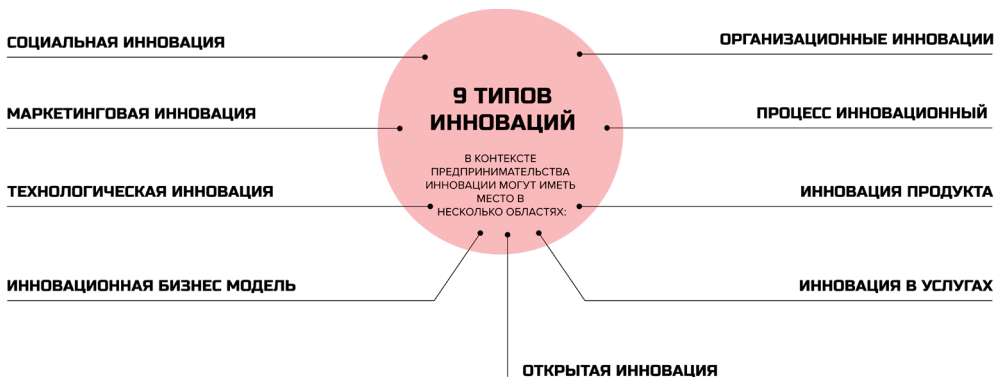 СОЦИАЛЬНАЯ ИННОВАЦИЯ
ОРГАНИЗАЦИОННЫЕ ИННОВАЦИИ
9 ТИПОВ
ИННОВАЦИЙ
МАРКЕТИНГОВАЯ ИННОВАЦИЯ
ПРОЦЕСС ИННОВАЦИОННЫЙ
В КОНТЕКСТЕ
ПРЕДПРИНИМАТЕЛЬСТВА
ИННОВАЦИИ МОГУТ ИМЕТЬ
МЕСТО В
НЕСКОЛЬКО ОБЛАСТЯХ:
ТЕХНОЛОГИЧЕСКАЯ ИННОВАЦИЯ
ИННОВАЦИЯ ПРОДУКТА
ИННОВАЦИОННАЯ БИЗНЕС МОДЕЛЬ
ИННОВАЦИЯ В УСЛУГАХ
ОТКРЫТАЯ ИННОВАЦИЯ